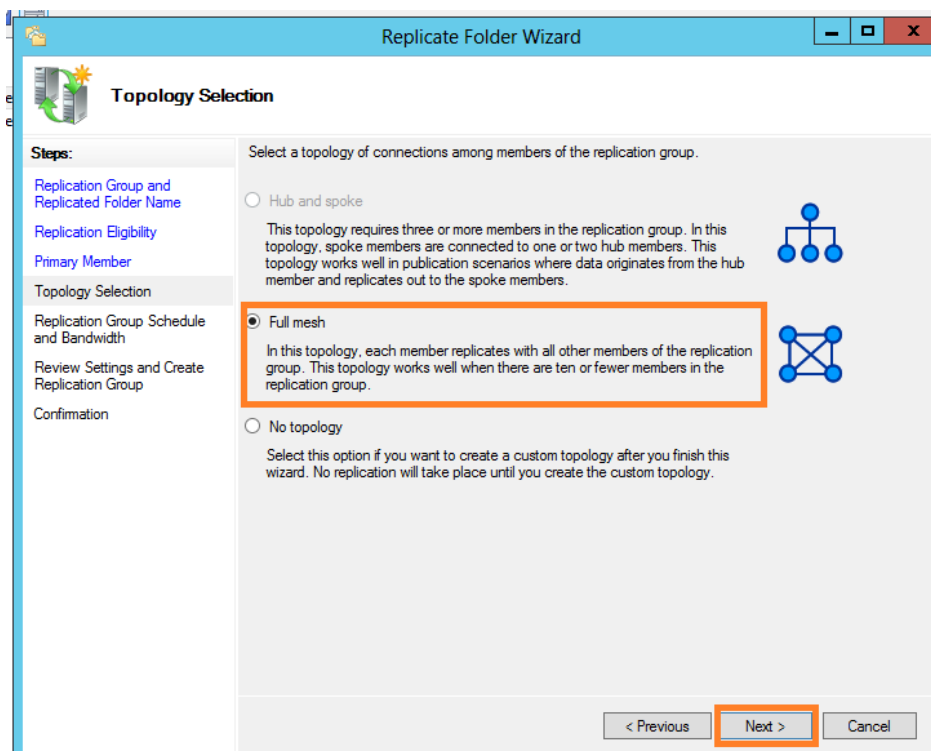 Replicate Folder Wizard
Topology Selection
Steps:
Replication Group and
Replicated Folder Name
Replication Eligibility
Primary Member
Topology Selection
Replication Group Schedule
and Bandwidth
Review Settings and Create
Replication Group
Confirmation
Select a topology of connections among members of the replication group.
Hub and spoke
This topology requires three or more members in the replication group. In this
topology, spoke members are connected to one or two hub members. This
topology works well in publication scenarios where data originates from the hub
member and replicates out to the spoke members.
Full mesh
In this topology, each member replicates with all other members of the replication
group. This topology works well when there are ten or fewer members in the
replication group.
No topology
Select this option if you want to create a custom topology after you finish this
wizard. No replication will take place until you create the custom topology.
< Previous
Next >
Cancel